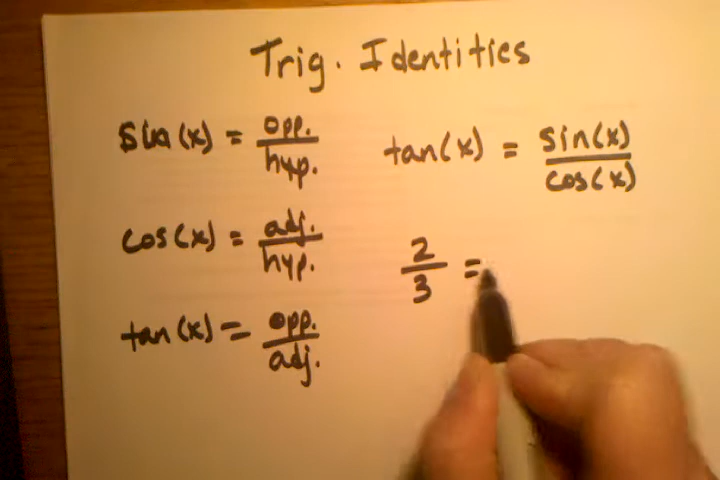 Trig. Identities
sin(x) = opp./hyp.
cos(x) = adj./hyp.
tan(x) = opp./adj.
tan(x) = sin(x)/cos(x)
2/3 =